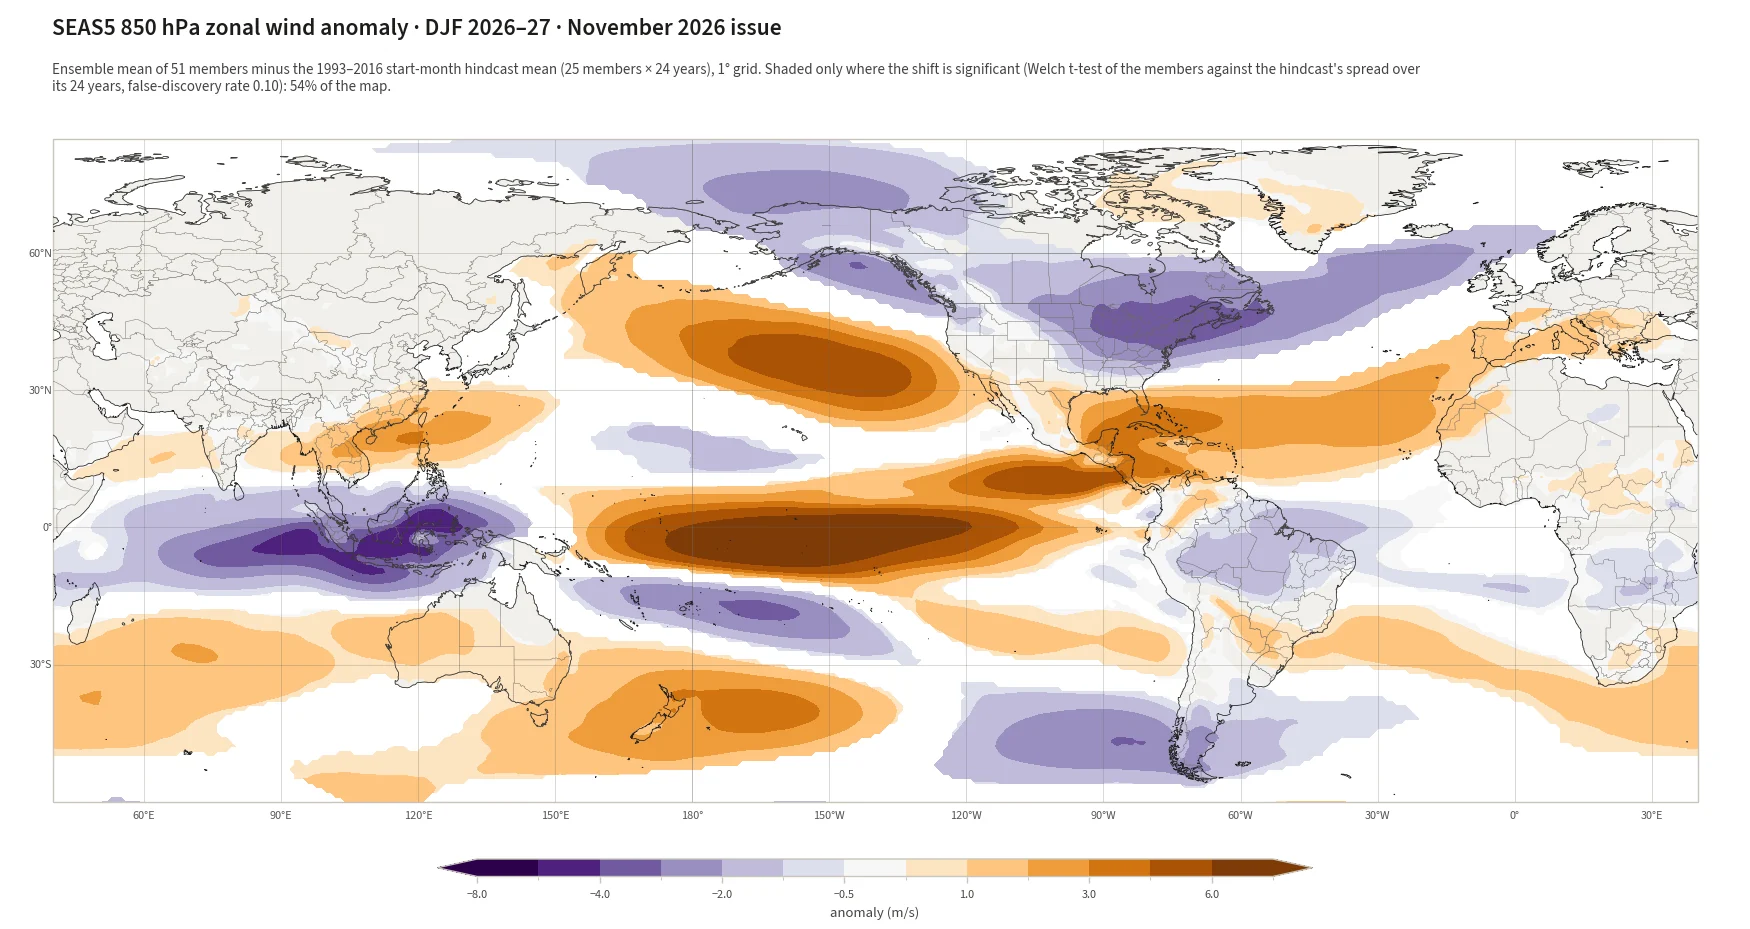 SEAS5 850 hPa zonal wind anomaly · DJF 2026–27 · November 2026 issue
Ensemble mean of 51 members minus the 1993–2016 start-month hindcast mean (25 members × 24 years), 1° grid. Shaded only where the shift is significant (Welch t-test of the members against the hindcast's spread over
its 24 years, false-discovery rate 0.10): 54% of the map.
60°N
30°N
0°
30°S
60°E 90°E 120°E 150°E 180° 150°W 120°W 90°W 60°W 30°W 0° 30°E
−8.0 −4.0 −2.0 −0.5 1.0 3.0 6.0
anomaly (m/s)